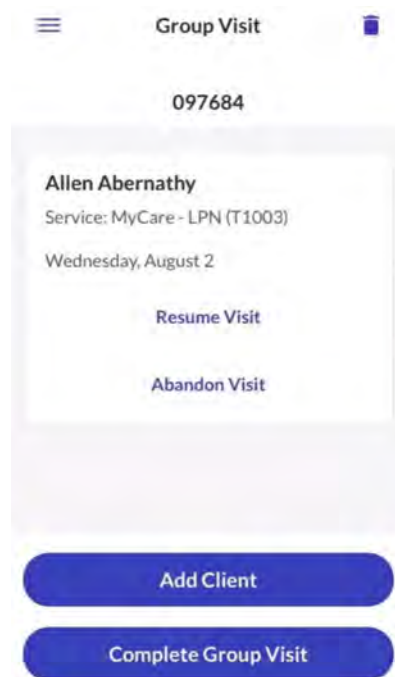 Group Visit
097684
Allen Abernathy
Service: MyCare - LPN (T1003)
Wednesday, August 2
Resume Visit
Abandon Visit
Add Client
Complete Group Visit